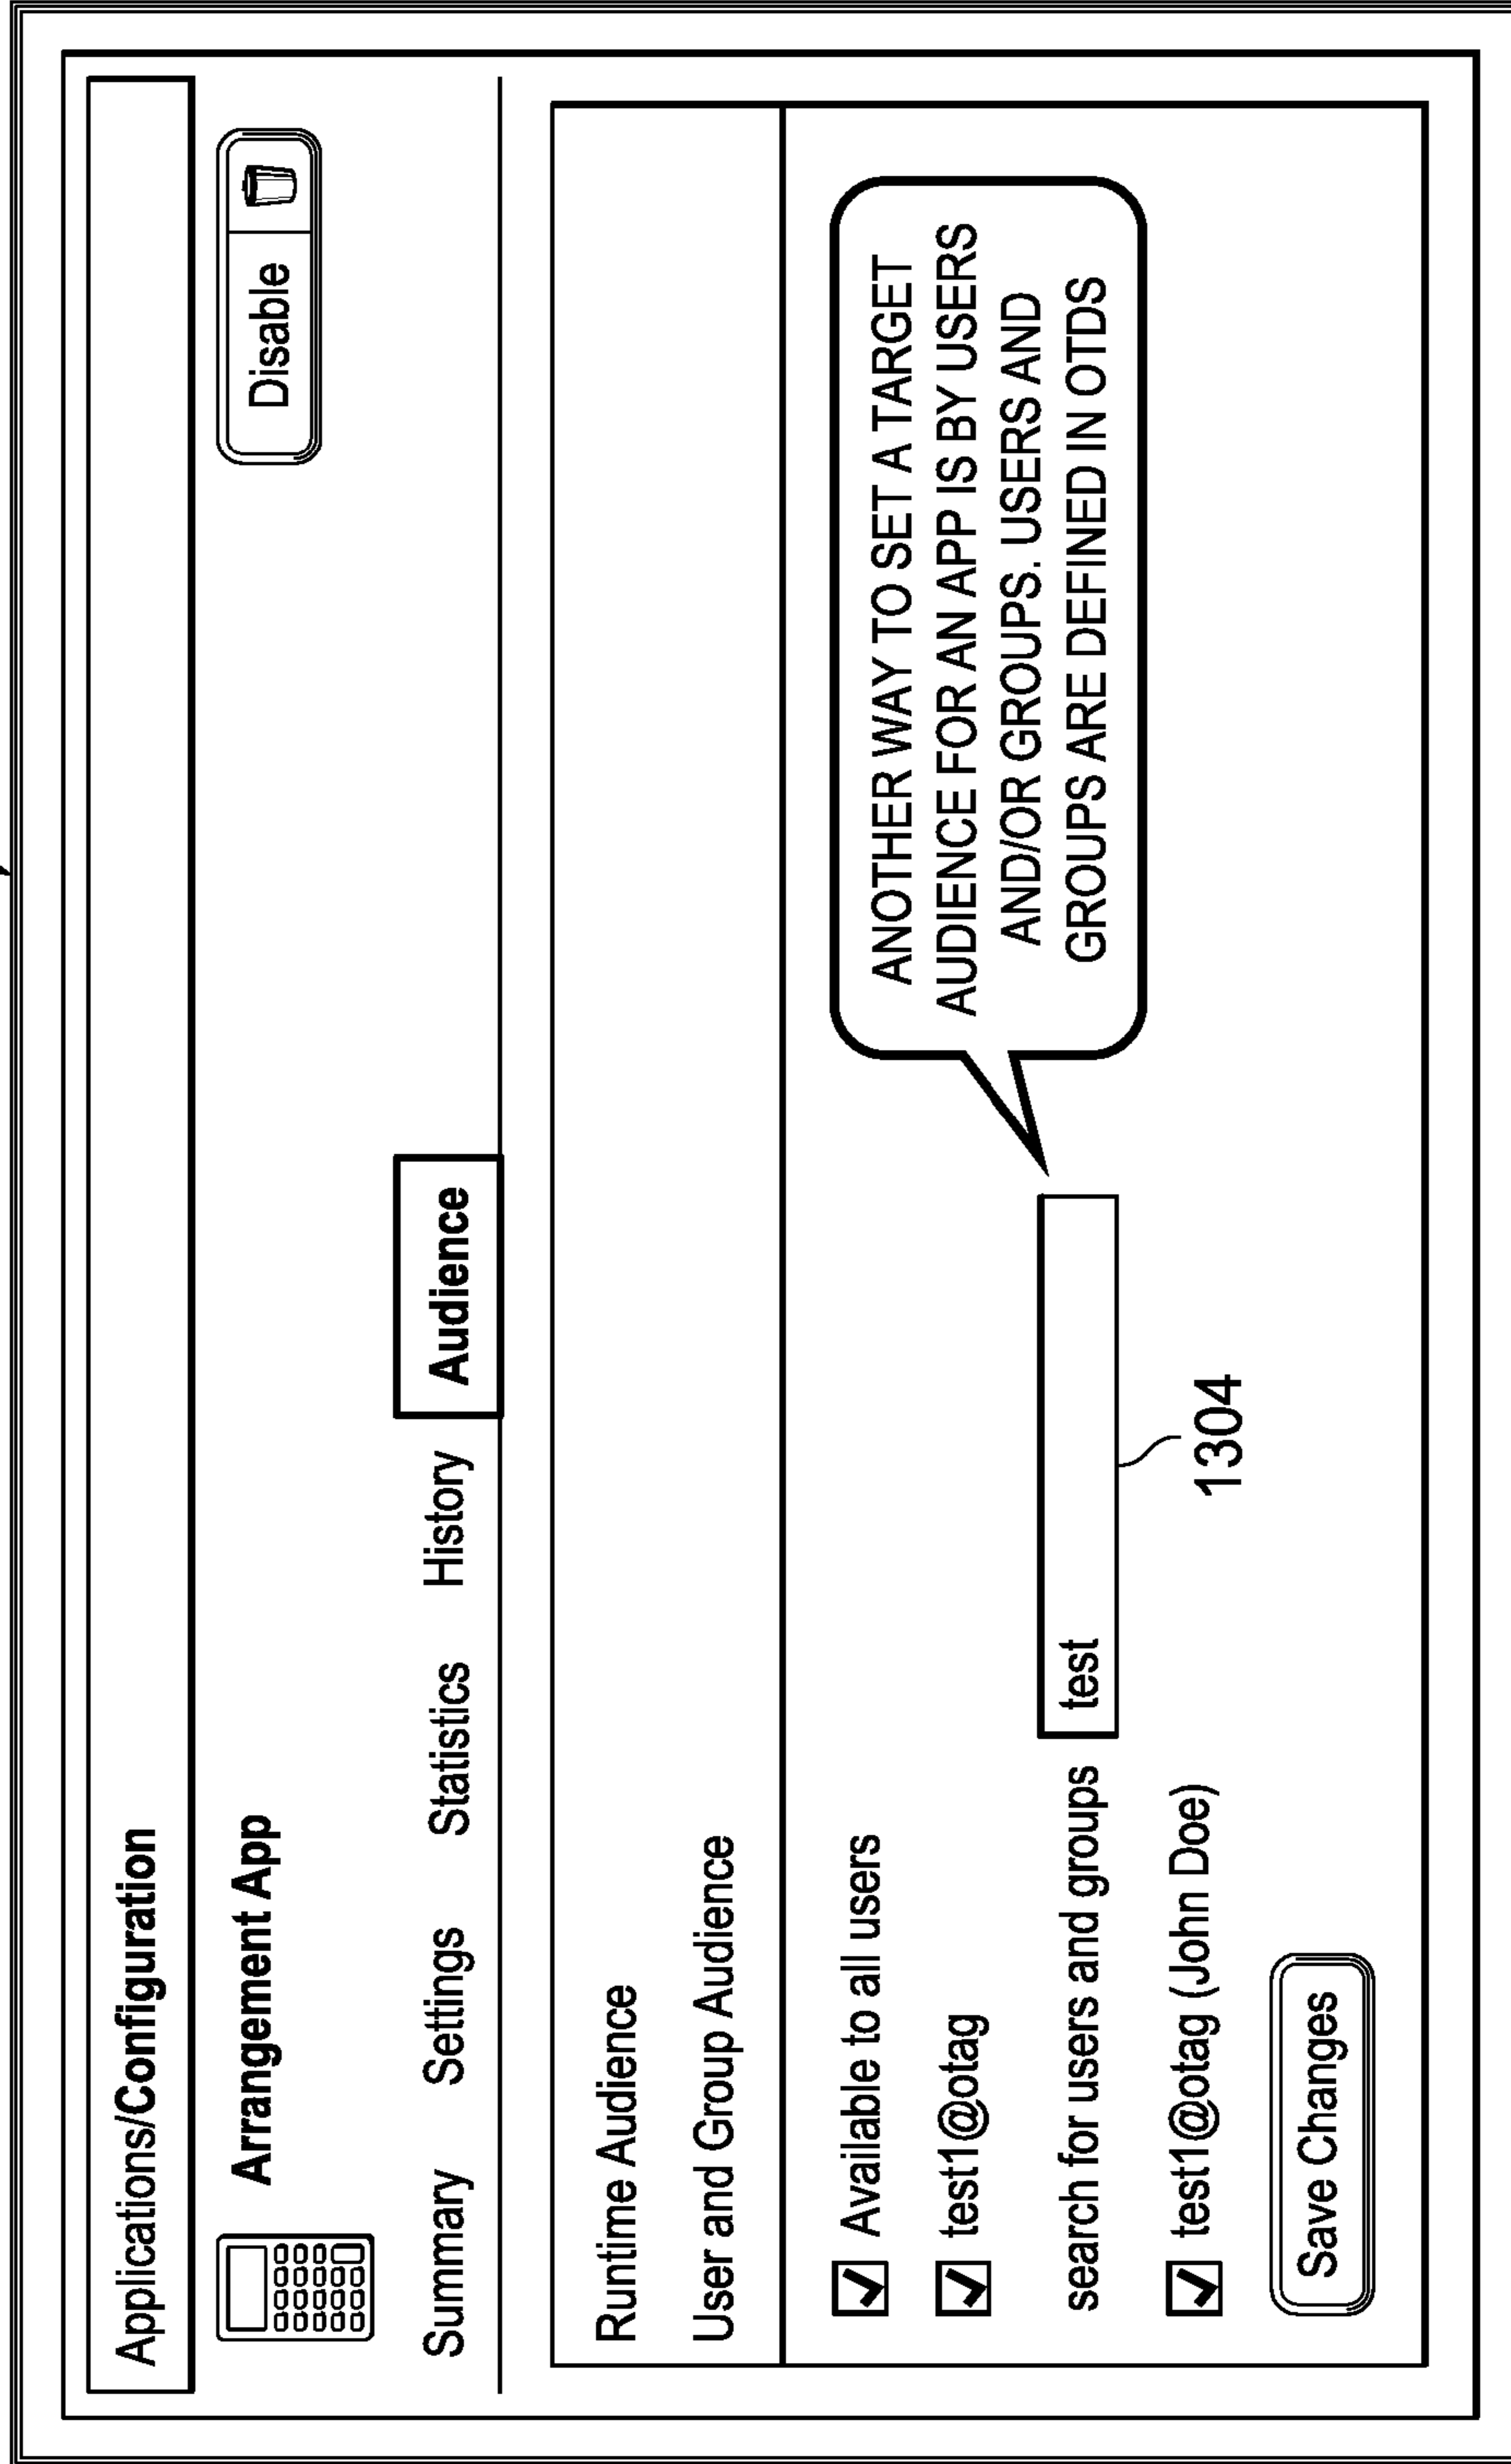 Applications/Configuration
Arrangement App
Disable
Summary Settings Statistics History Audience
Runtime Audience
User and Group Audience
Available to all users
test1@otag
search for users and groups test
test1@otag (John Doe)
Save Changes
ANOTHER WAY TO SET A TARGET
AUDIENCE FOR AN APP IS BY USERS
AND/OR GROUPS. USERS AND
GROUPS ARE DEFINED IN OTDS
1304